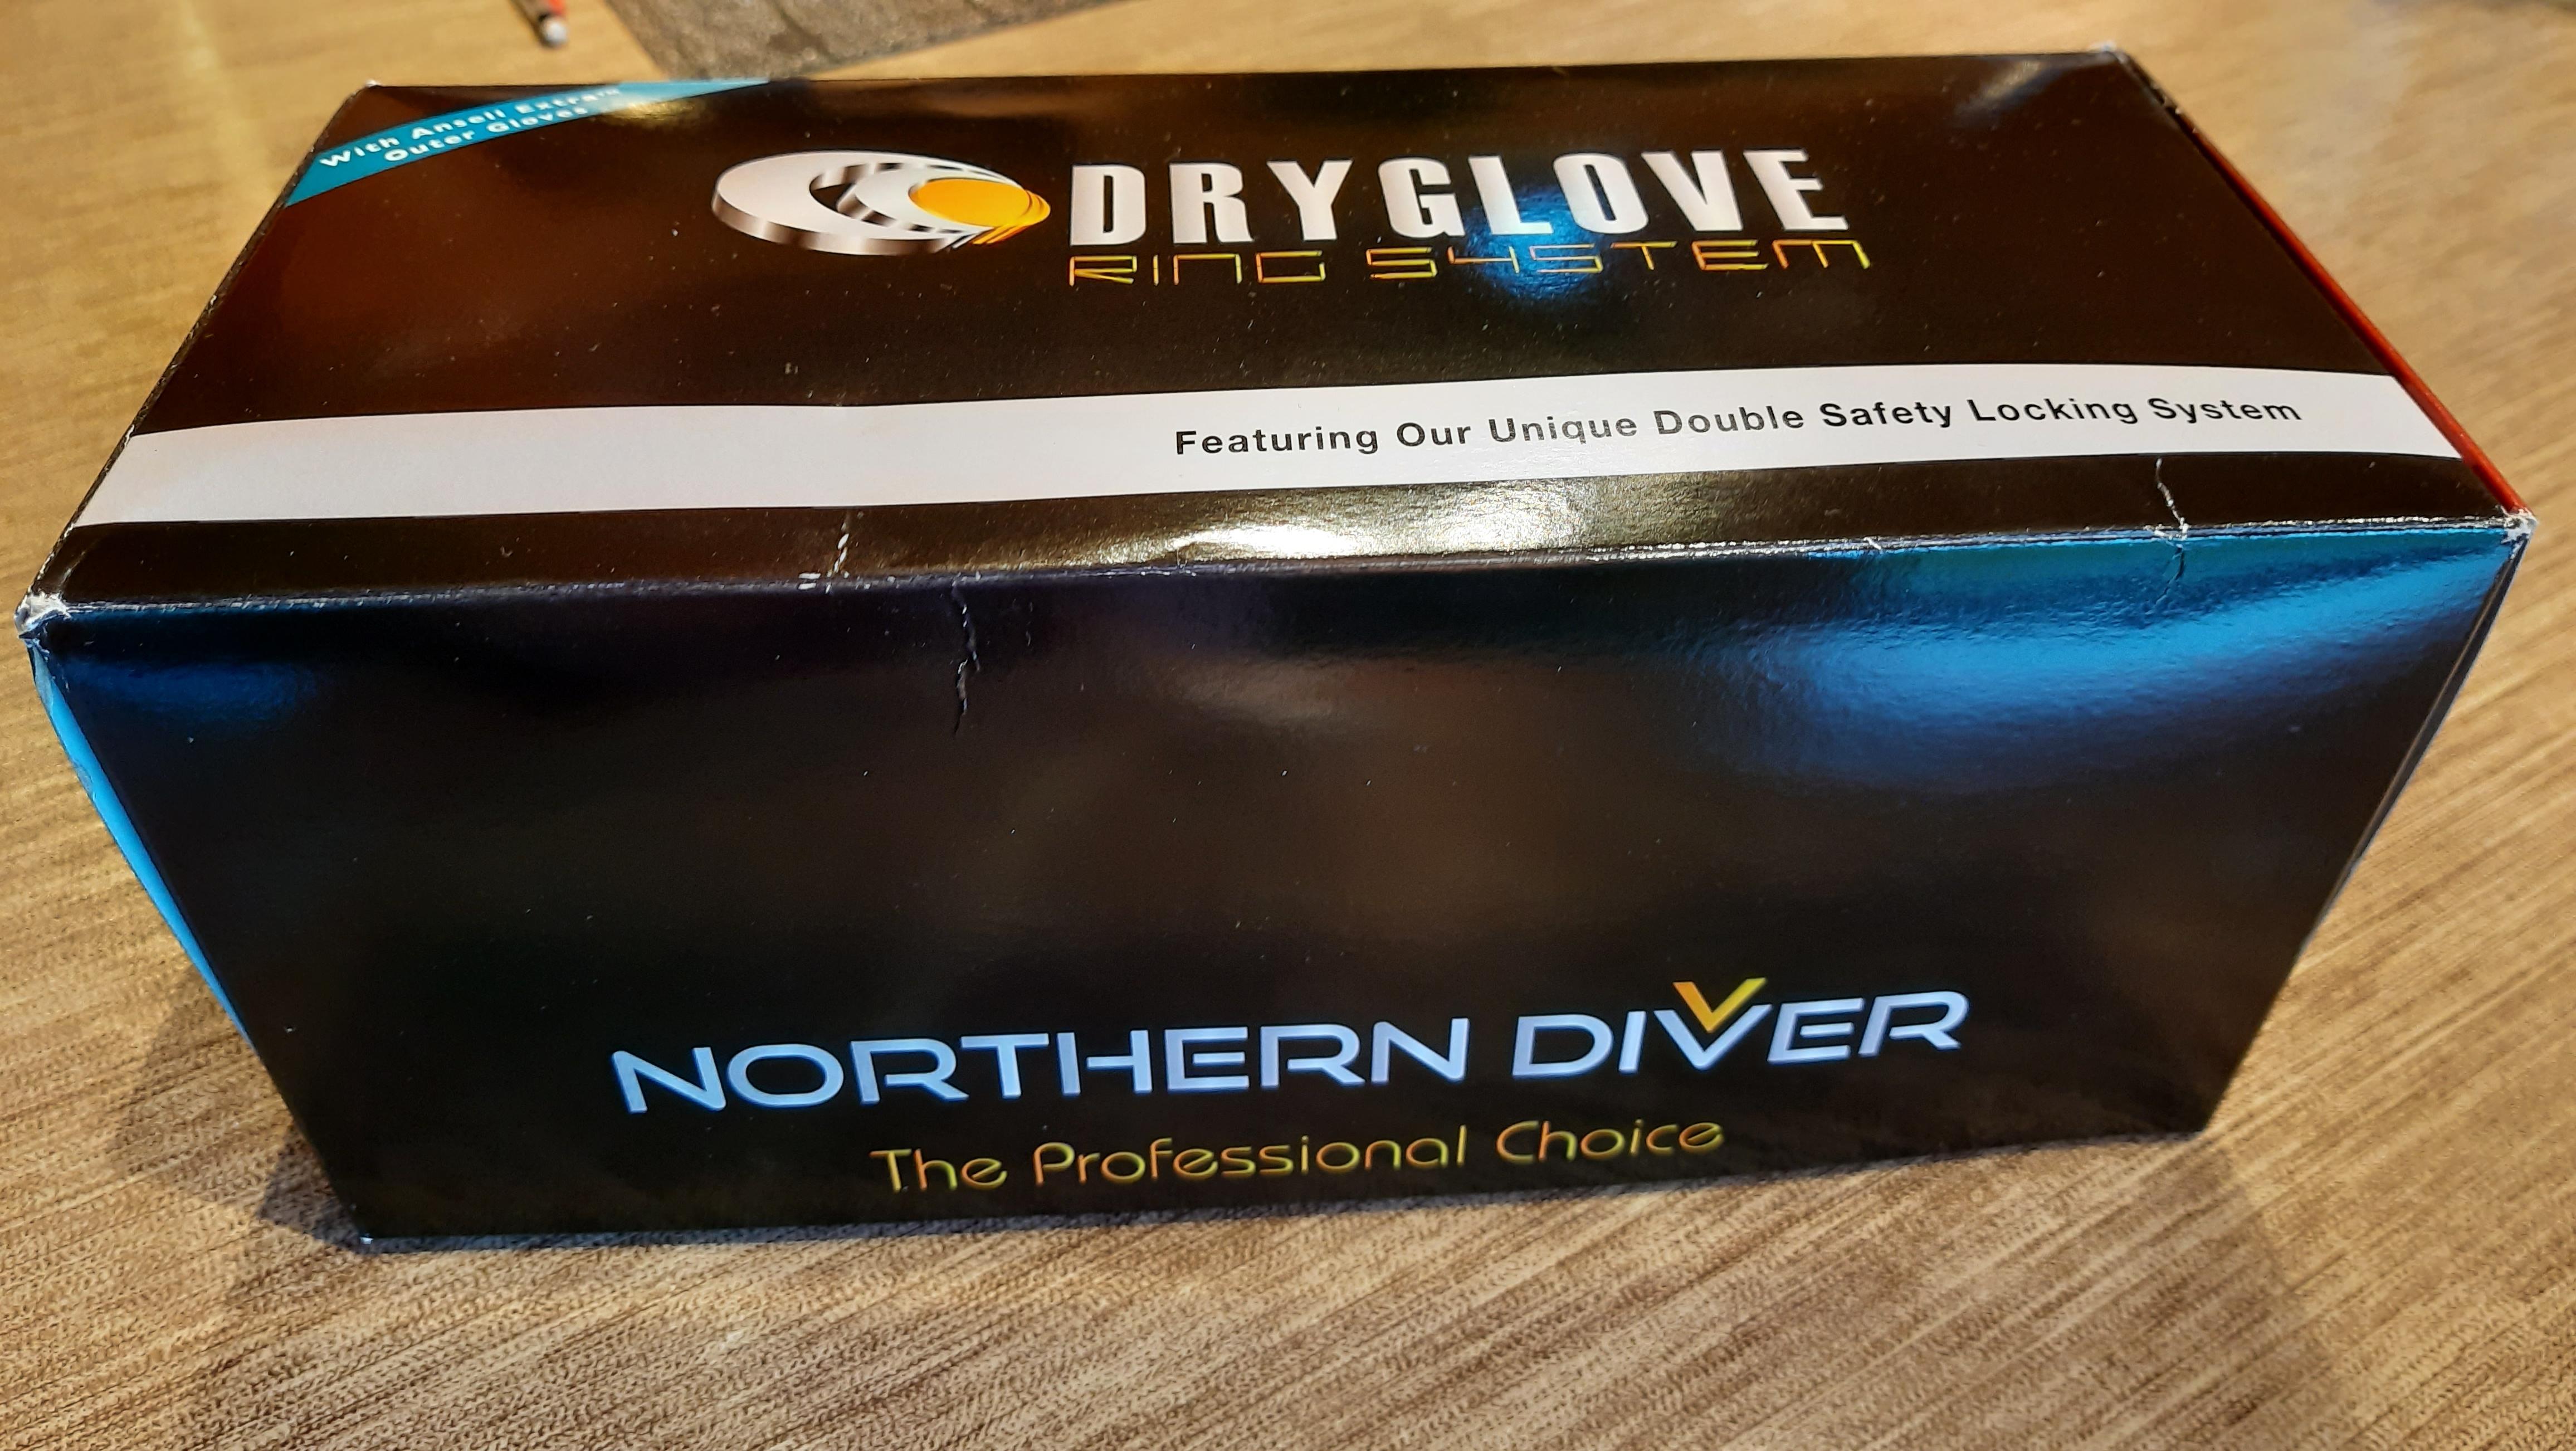 With Ansell Extra™
Outer Gloves
DRYGLOVE
RING SYSTEM
Featuring Our Unique Double Safety Locking System
NORTHERN DIVER
The Professional Choice